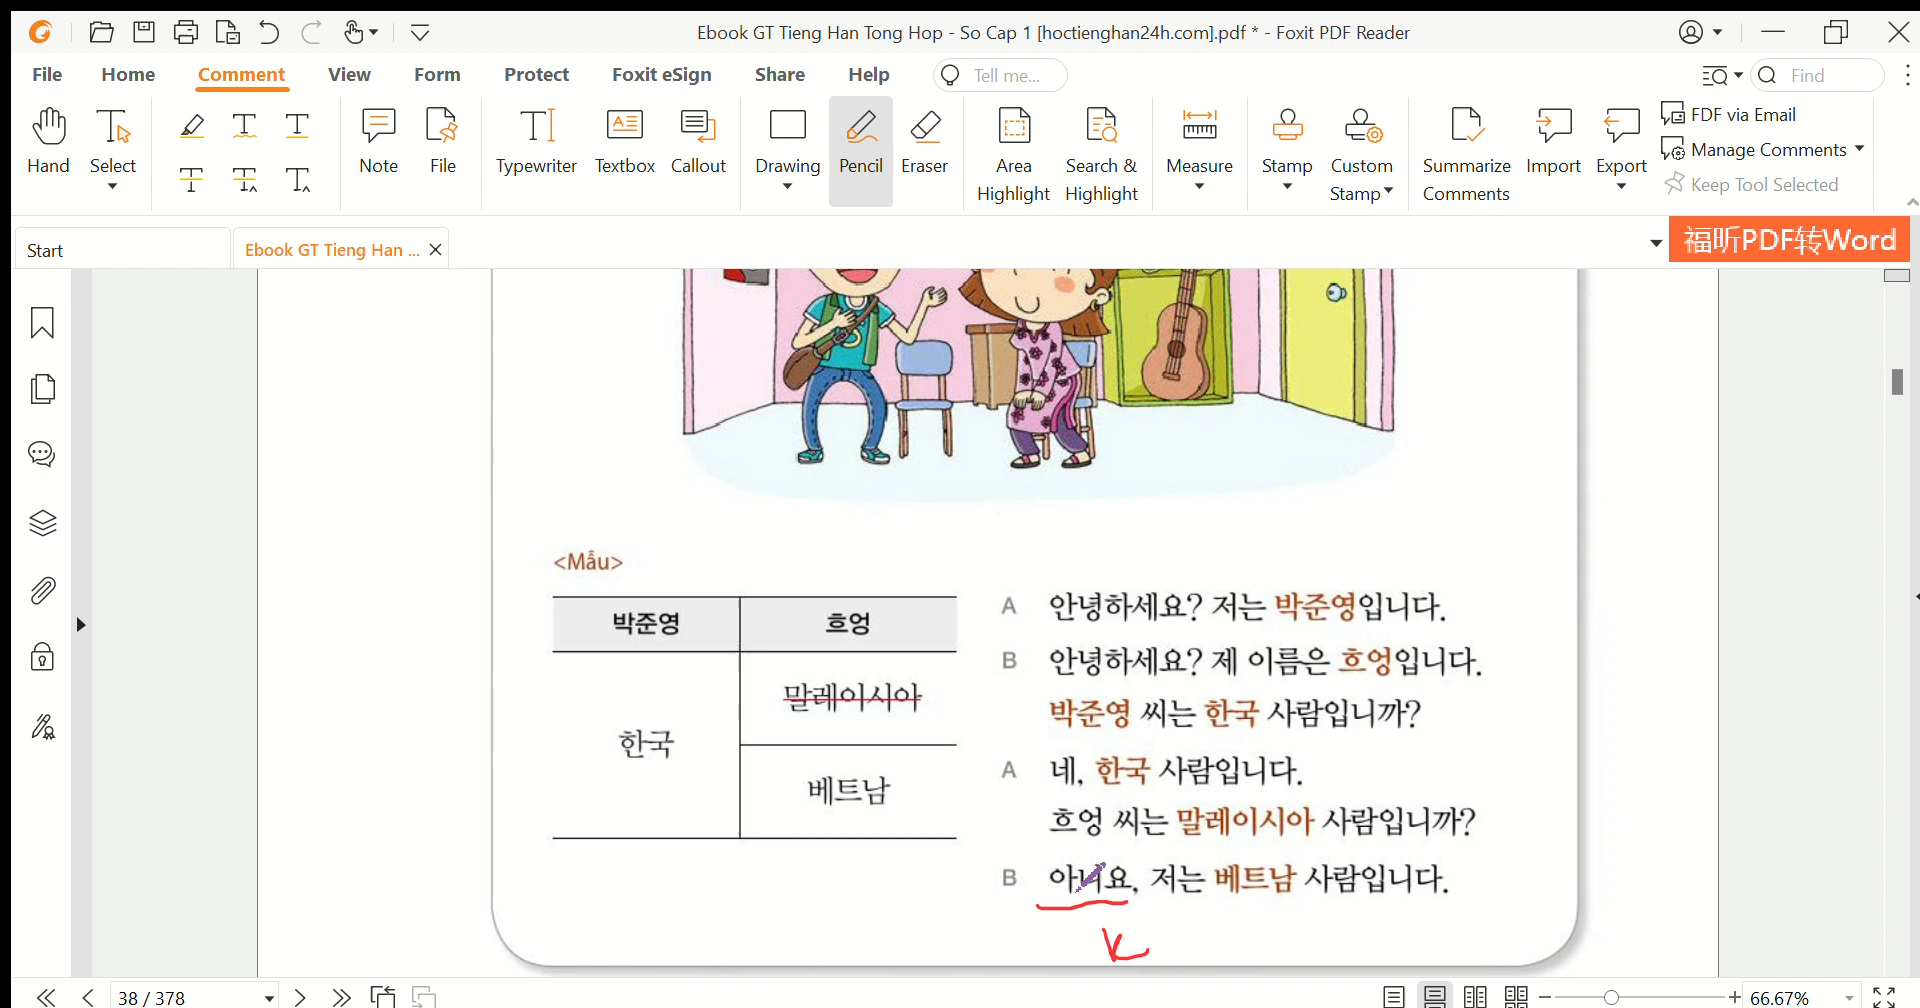 Ebook GT Tieng Han Tong Hop - So Cap 1 [hoctienghan24h.com].pdf * - Foxit PDF Reader
File Home Comment View Form Protect Foxit eSign Share Help Tell me... Find
Hand Select Note File Typewriter Textbox Callout Drawing Pencil Eraser Area Highlight Search & Highlight Measure Stamp Custom Stamp Summarize Comments Import Export
FDF via Email
Manage Comments
Keep Tool Selected
Start Ebook GT Tieng Han ... 福昕PDF转Word
<Mẫu>
박준영 흐엉
말레이시아
한국
베트남
A 안녕하세요? 저는 박준영입니다.
B 안녕하세요? 제 이름은 흐엉입니다.
박준영 씨는 한국 사람입니까?
A 네, 한국 사람입니다.
흐엉 씨는 말레이시아 사람입니까?
B 아니요, 저는 베트남 사람입니다.
K
38 / 378 66.67%